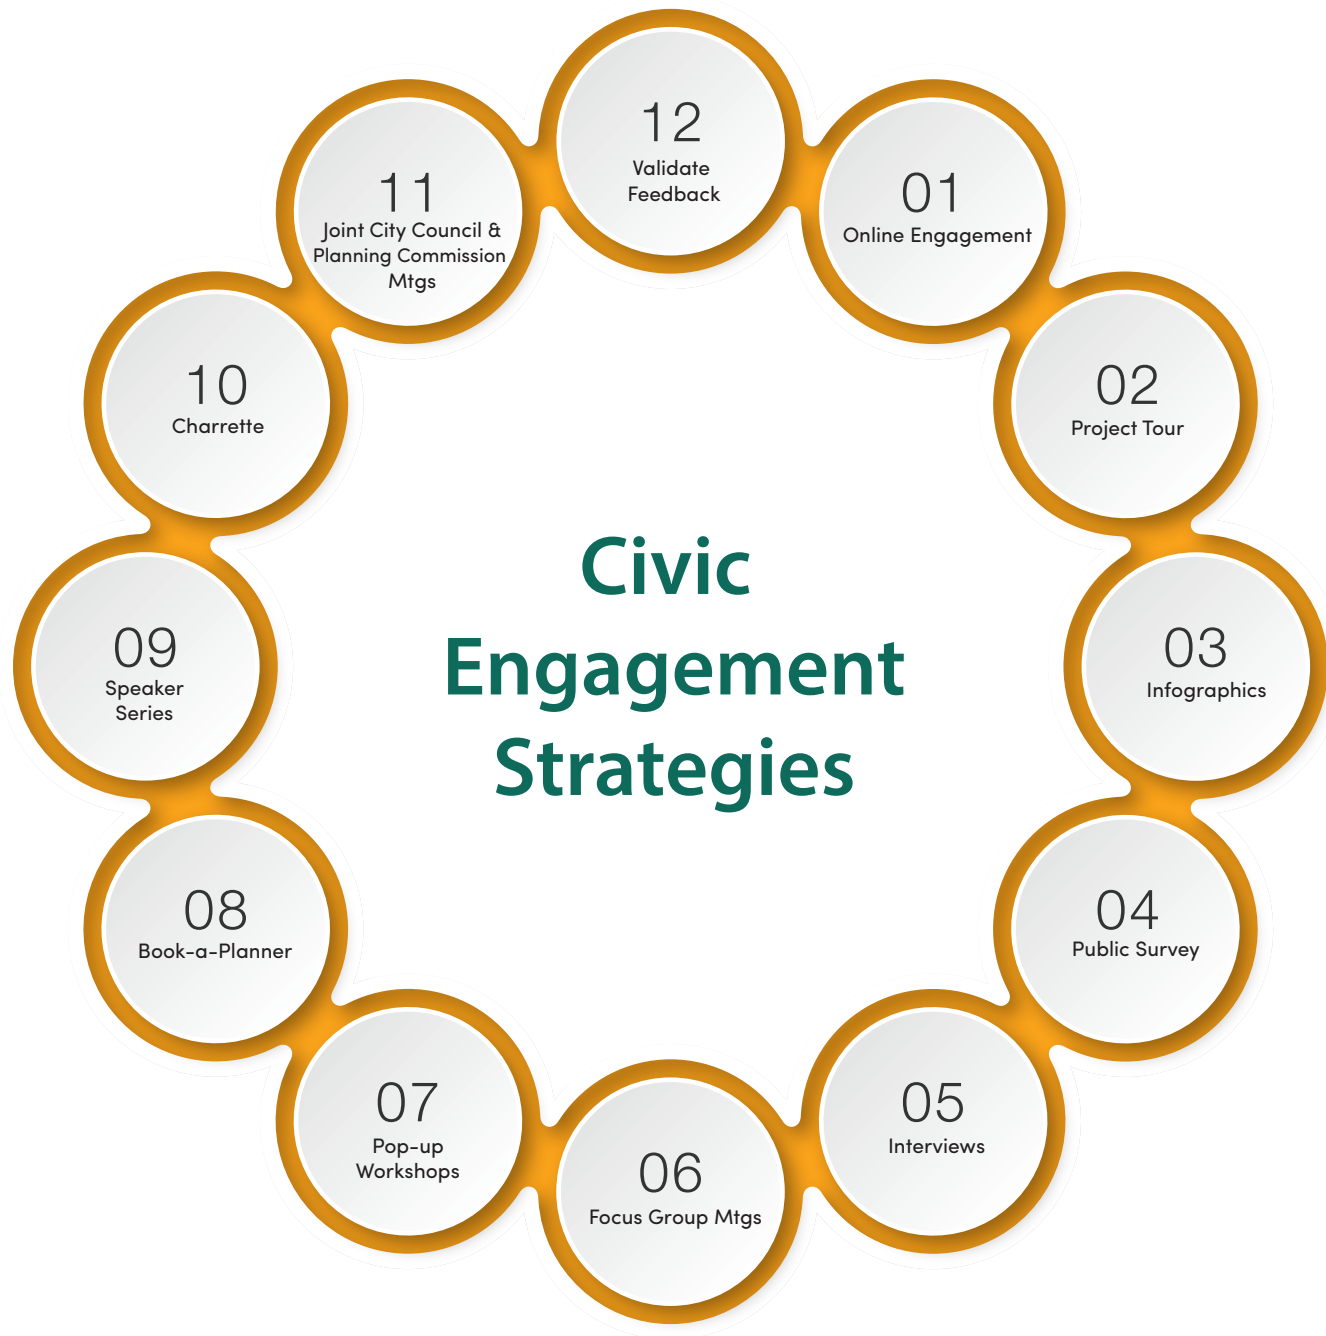 12
Validate
Feedback
01
Online Engagement
02
Project Tour
03
Infographics
04
Public Survey
05
Interviews
06
Focus Group Mtgs
07
Pop-up
Workshops
08
Book-a-Planner
09
Speaker
Series
10
Charrette
11
Joint City Council &
Planning Commission
Mtgs
Civic
Engagement
Strategies